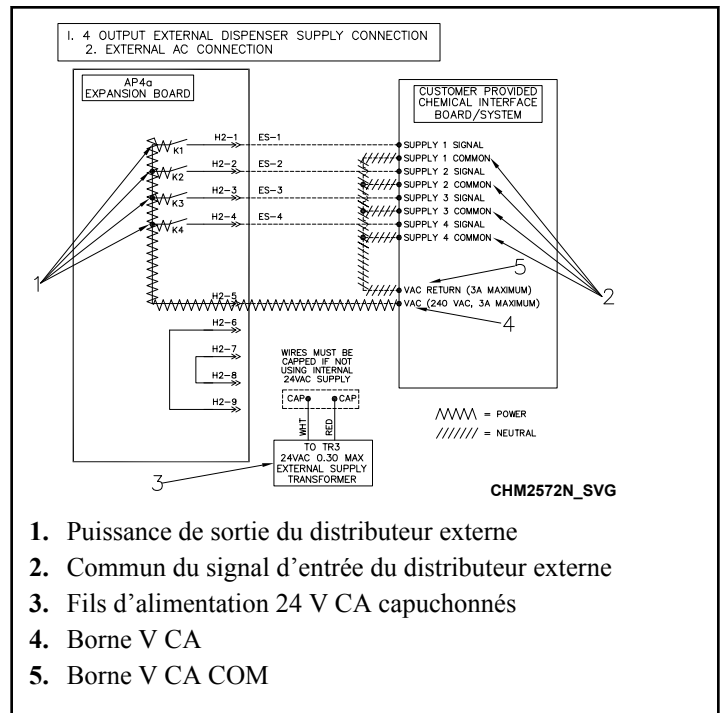 I. 4 OUTPUT EXTERNAL DISPENSER SUPPLY CONNECTION
2. EXTERNAL AC CONNECTION
AP4a
EXPANSION BOARD
CUSTOMER PROVIDED
CHEMICAL INTERFACE
BOARD/SYSTEM
K1
H2-1
ES-1
SUPPLY 1 SIGNAL
SUPPLY 1 COMMON
K2
H2-2
ES-2
SUPPLY 2 SIGNAL
SUPPLY 2 COMMON
K3
H2-3
ES-3
SUPPLY 3 SIGNAL
SUPPLY 3 COMMON
K4
H2-4
ES-4
SUPPLY 4 SIGNAL
SUPPLY 4 COMMON
1
2
5
VAC RETURN (3A MAXIMUM)
H2-5
VAC (240 VAC, 3A MAXIMUM)
4
H2-6
H2-7
H2-8
H2-9
WIRES MUST BE
CAPPED IF NOT
USING INTERNAL
24VAC SUPPLY
CAP
CAP
WHT
RED
TO TR3
24VAC 0.30 MAX
EXTERNAL SUPPLY
TRANSFORMER
3
= POWER
= NEUTRAL
CHM2572N_SVG
1. Puissance de sortie du distributeur externe
2. Commun du signal d’entrée du distributeur externe
3. Fils d’alimentation 24 V CA capuchonnés
4. Borne V CA
5. Borne V CA COM